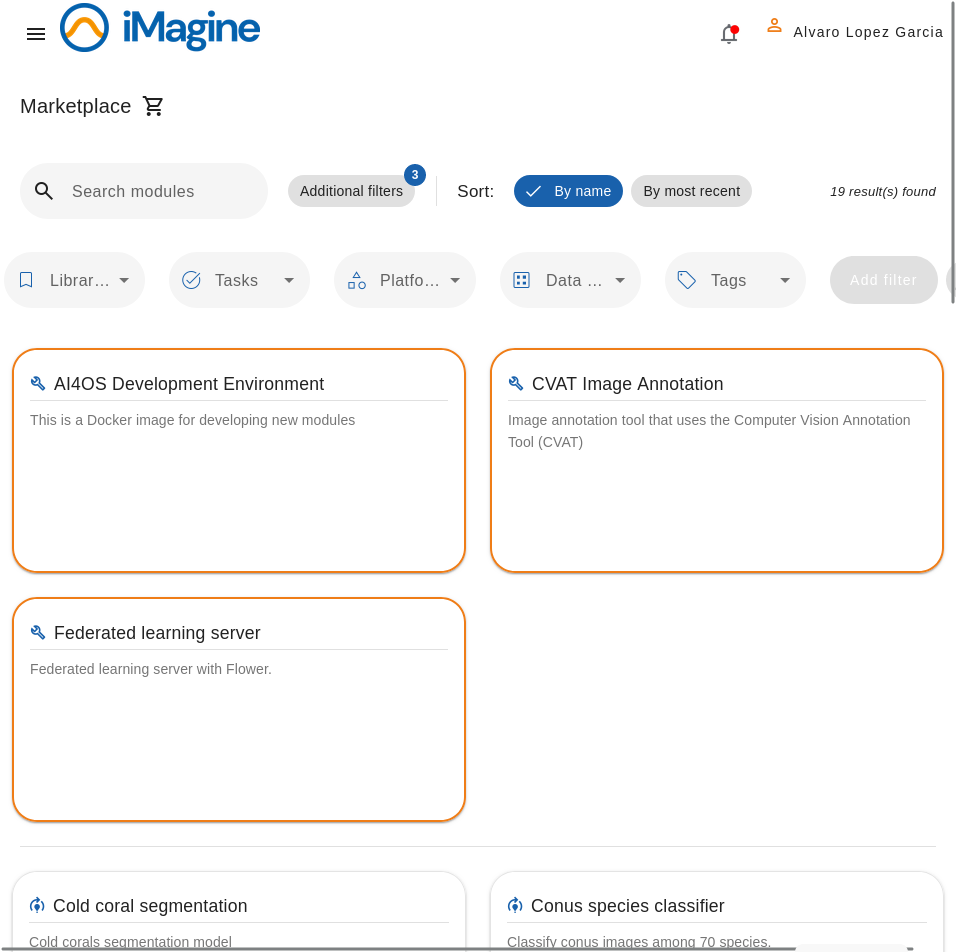 iMagine
Alvaro Lopez Garcia
Marketplace
Search modules
Additional filters
3
Sort:
By name
By most recent
19 result(s) found
Librar...
Tasks
Platfo...
Data ...
Tags
Add filter
AI4OS Development Environment
This is a Docker image for developing new modules
CVAT Image Annotation
Image annotation tool that uses the Computer Vision Annotation
Tool (CVAT)
Federated learning server
Federated learning server with Flower.
Cold coral segmentation
Cold corals segmentation model
Conus species classifier
Classify conus images among 70 species.